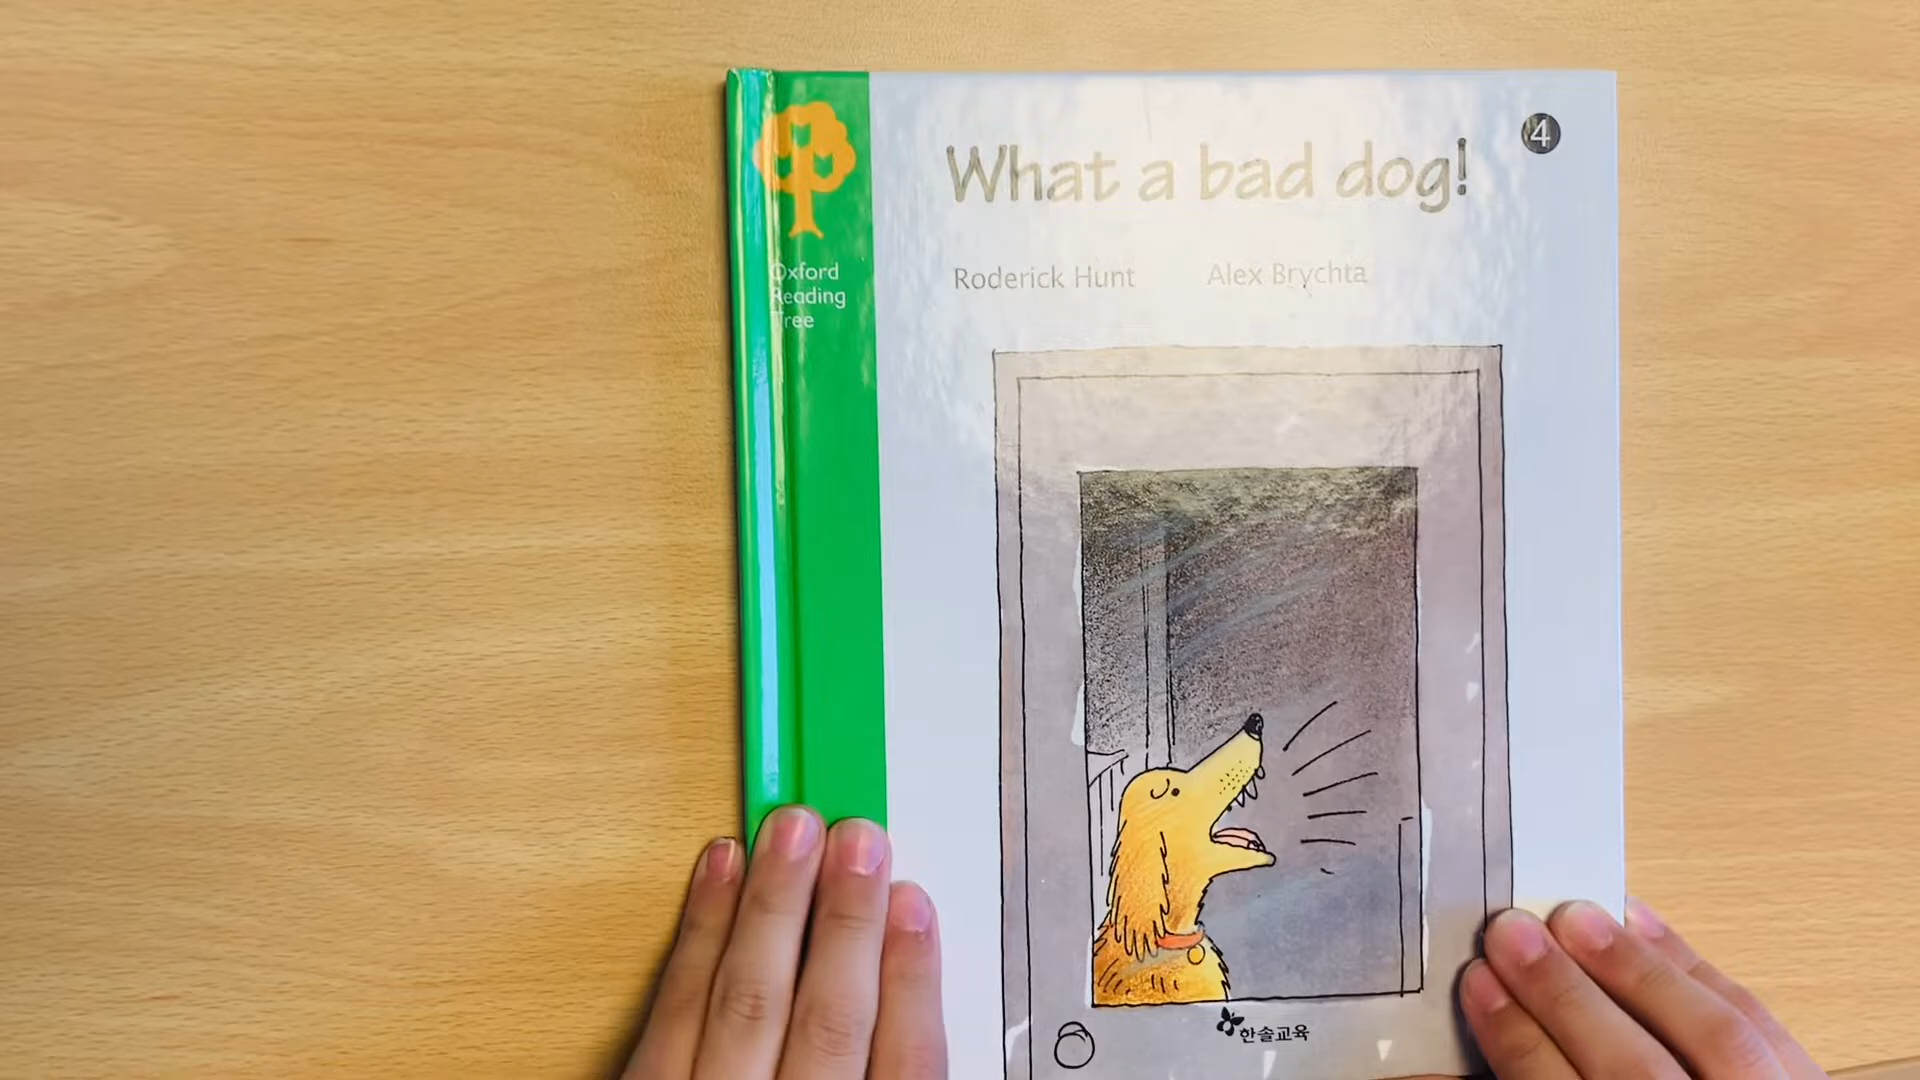 What a bad dog!
4
Roderick Hunt Alex Brychta
Oxford
Reading
Tree
한솔교육